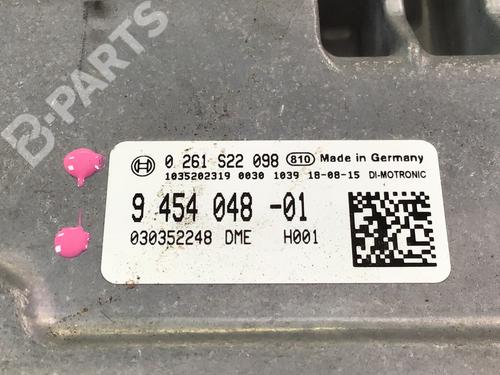 B-PARTS
BOSCH 0 261 S22 098 810 Made in Germany
1035202319 0030 1039 18-08-15 DI-MOTRONIC
9 454 048 -01
030352248 DME H001